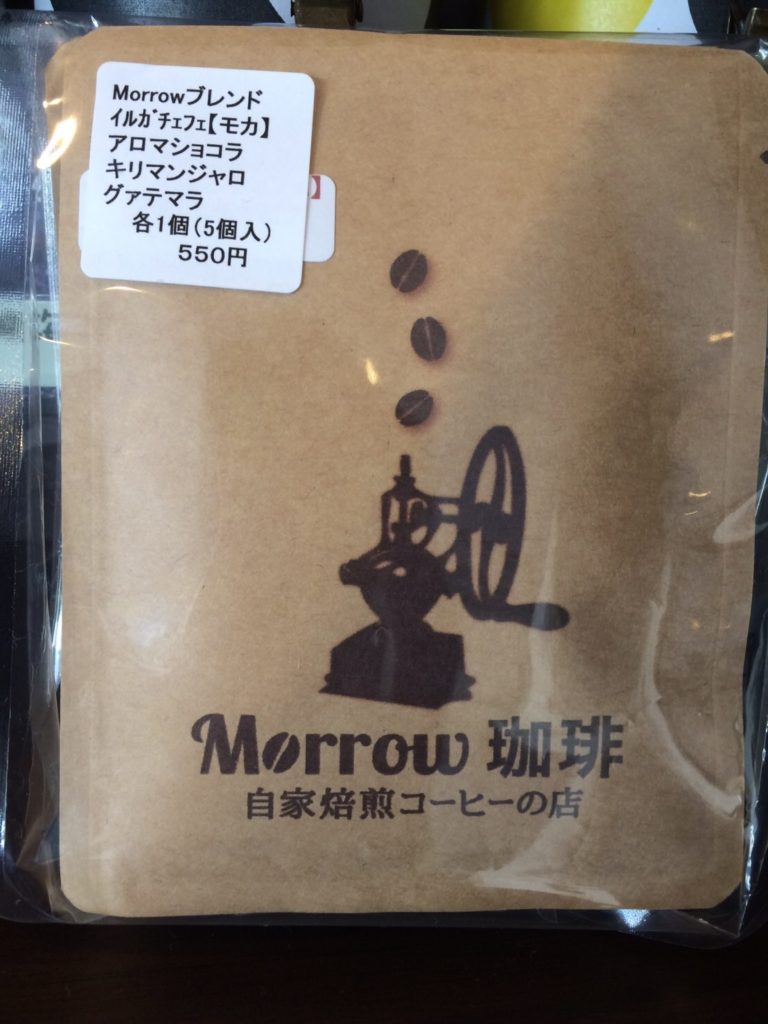 Morrowブレンド
ｲﾙｶﾞﾁｪﾌｪ【モカ】
アロマショコラ
キリマンジャロ
グァテマラ
各1個（5個入）
550円
】
Morrow 珈琲
自家焙煎コーヒーの店